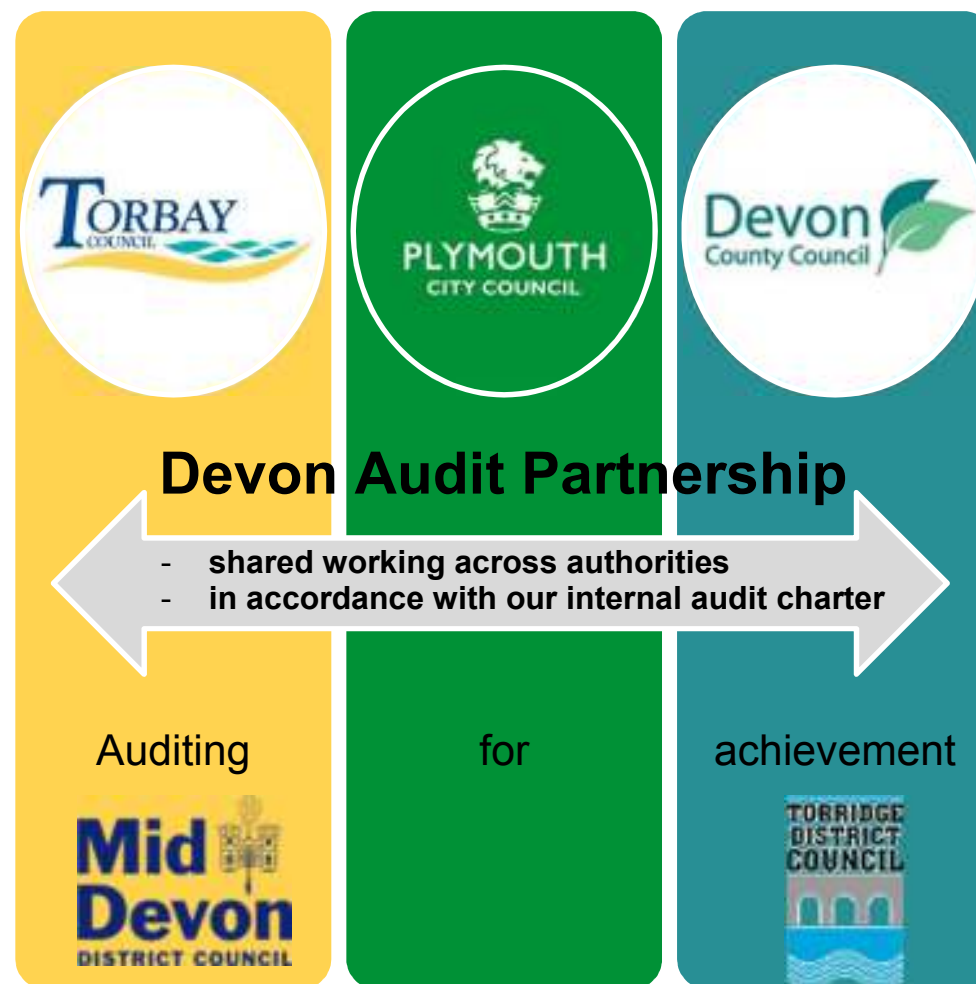 TORBAY
COUNCIL
PLYMOUTH
CITY COUNCIL
Devon
County Council
Devon Audit Partnership
- shared working across authorities
- in accordance with our internal audit charter
Auditing for achievement
Mid
Devon
DISTRICT COUNCIL
TORRIDGE
DISTRICT
COUNCIL